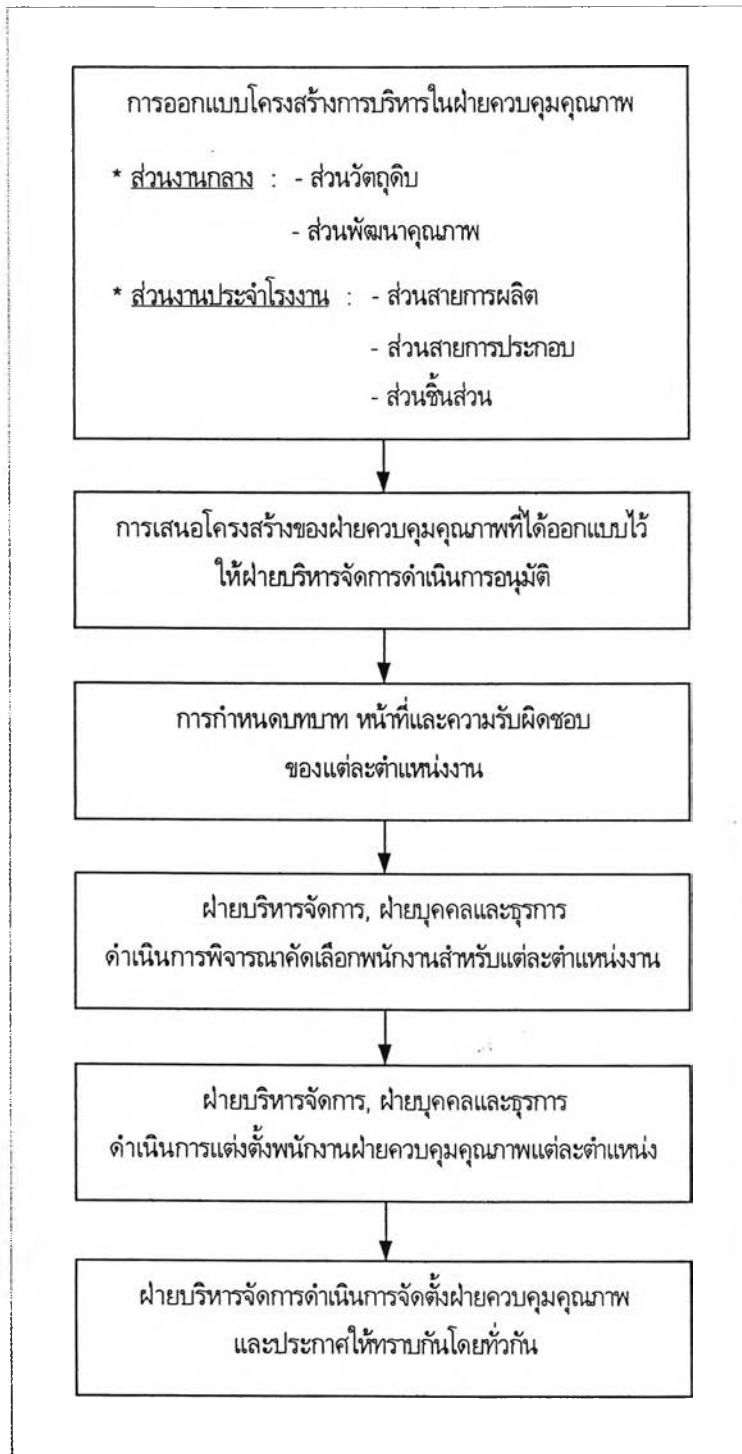 การออกแบบโครงสร้างการบริหารในฝ่ายควบคุมคุณภาพ
* ส่วนงานกลาง : - ส่วนวัตถุดิบ
- ส่วนพัฒนาคุณภาพ
* ส่วนงานประจำโรงงาน : - ส่วนสายการผลิต
- ส่วนสายการประกอบ
- ส่วนชิ้นส่วน
การเสนอโครงสร้างของฝ่ายควบคุมคุณภาพที่ได้ออกแบบไว้
ให้ฝ่ายบริหารจัดการดำเนินการอนุมัติ
การกำหนดบทบาท หน้าที่และความรับผิดชอบ
ของแต่ละตำแหน่งงาน
ฝ่ายบริหารจัดการ, ฝ่ายบุคคลและธุรการ
ดำเนินการพิจารณาคัดเลือกพนักงานสำหรับแต่ละตำแหน่งงาน
ฝ่ายบริหารจัดการ, ฝ่ายบุคคลและธุรการ
ดำเนินการแต่งตั้งพนักงานฝ่ายควบคุมคุณภาพแต่ละตำแหน่ง
ฝ่ายบริหารจัดการดำเนินการจัดตั้งฝ่ายควบคุมคุณภาพ
และประกาศให้ทราบกันโดยทั่วกัน